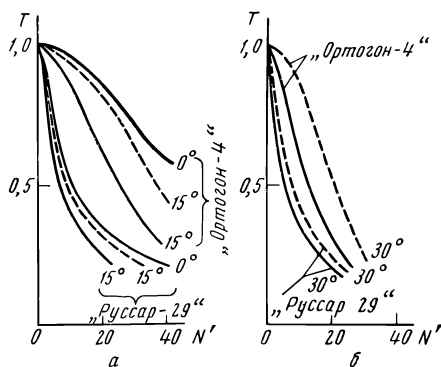 T
1,0
0,5
0°
15°
15°
„Ортогон-4“
15° 15° 0°
„Руссар-29“
0 20 40 N'
а
T
1,0
„Ортогон-4“
0,5
30°
30° 30°
„Руссар 29“
0 20 40 N'
б